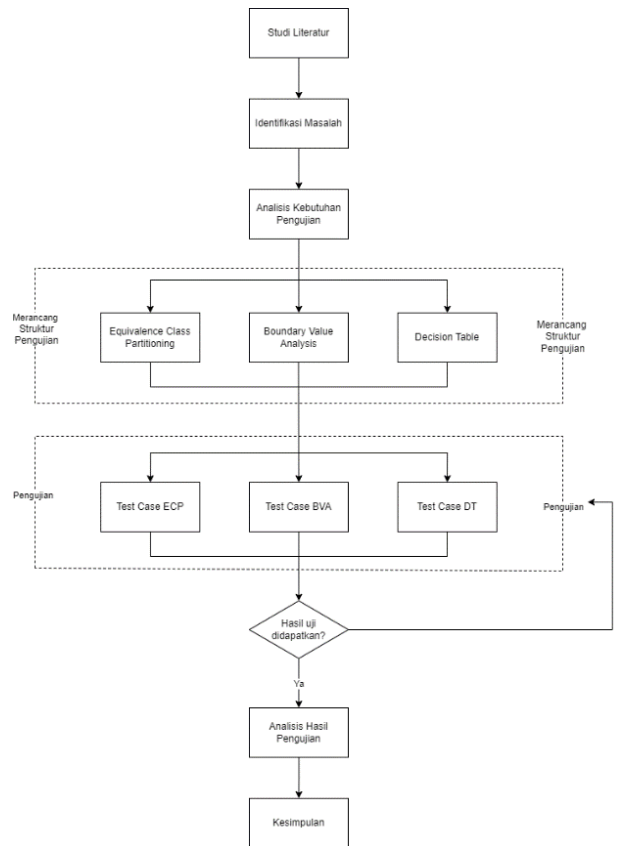 Studi Literatur
Identifikasi Masalah
Analisis Kebutuhan
Pengujian
Merancang
Struktur
Pengujian
Equivalence Class
Partitioning
Boundary Value
Analysis
Decision Table
Merancang
Struktur
Pengujian
Pengujian
Test Case ECP
Test Case BVA
Test Case DT
Pengujian
Hasil uji
didapatkan?
Ya
Analisis Hasil
Pengujian
Kesimpulan